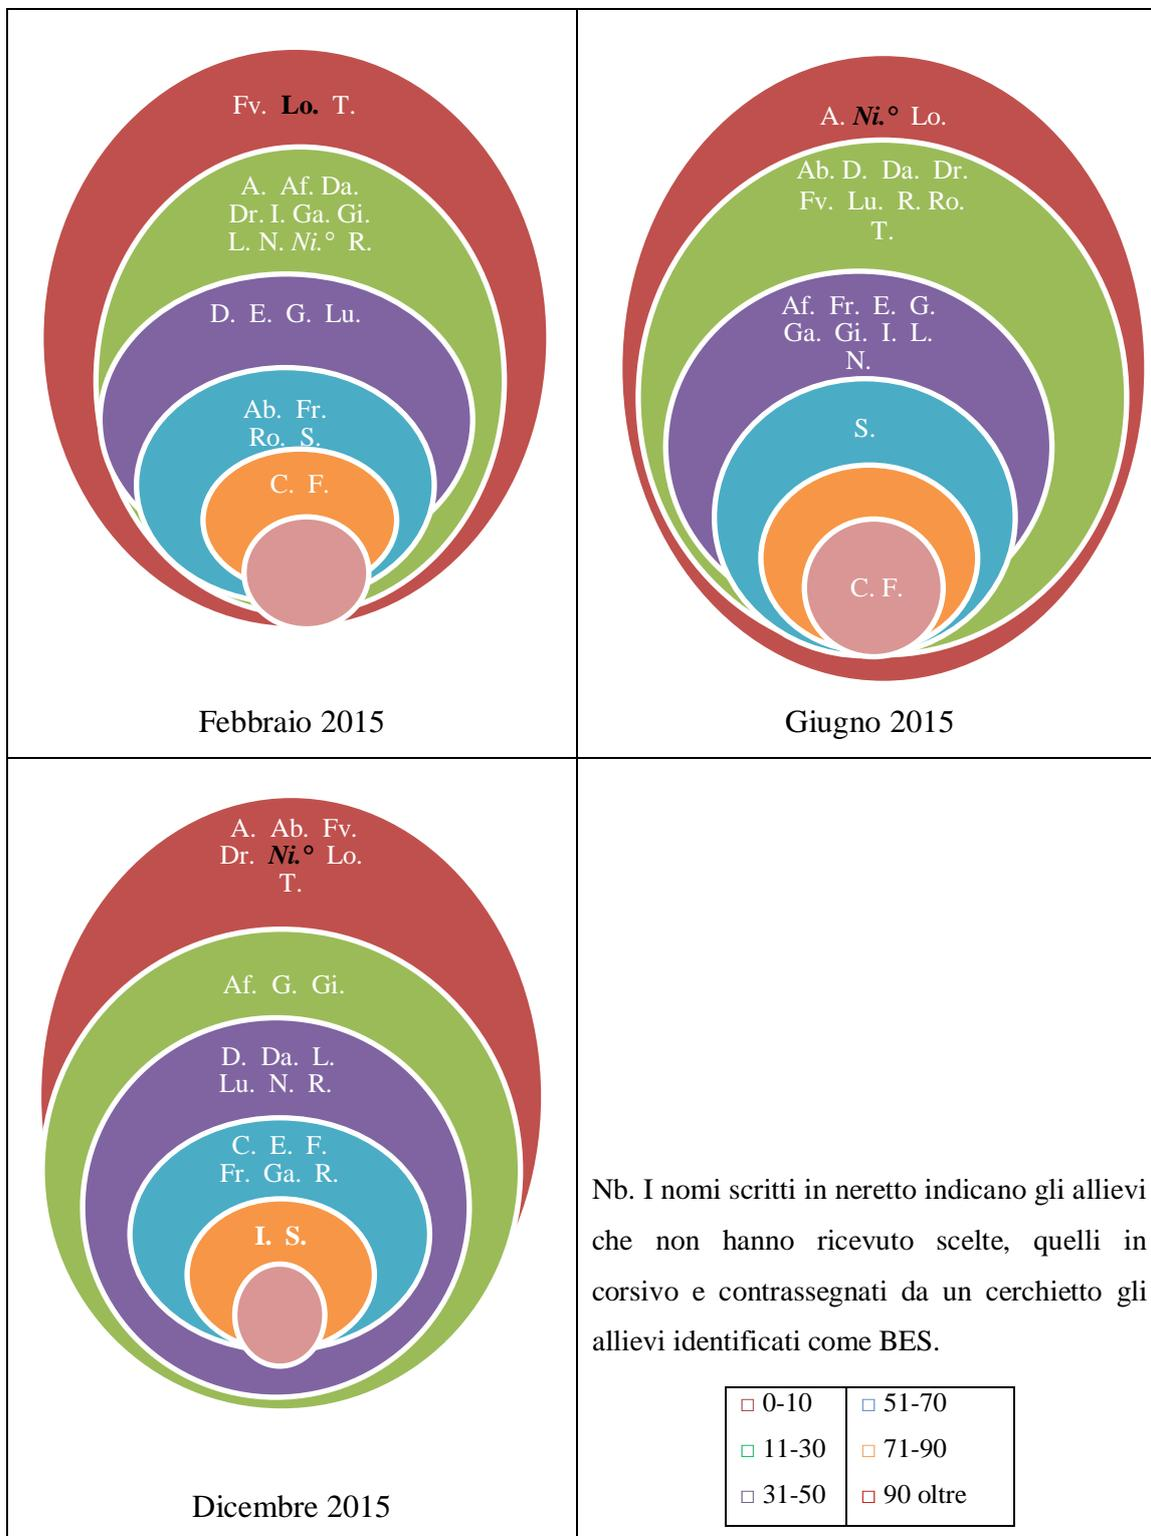 Fv. Lo. T.
A. Af. Da.
Dr. I. Ga. Gi.
L. N. Ni.° R.
D. E. G. Lu.
Ab. Fr.
Ro. S.
C. F.
Febbraio 2015
A. Ni.° Lo.
Ab. D. Da. Dr.
Fv. Lu. R. Ro.
T.
Af. Fr. E. G.
Ga. Gi. I. L.
N.
S.
C. F.
Giugno 2015
A. Ab. Fv.
Dr. Ni.° Lo.
T.
Af. G. Gi.
D. Da. L.
Lu. N. R.
C. E. F.
Fr. Ga. R.
I. S.
Dicembre 2015
Nb. I nomi scritti in neretto indicano gli allievi
che non hanno ricevuto scelte, quelli in
corsivo e contrassegnati da un cerchietto gli
allievi identificati come BES.
□ 0-10 □ 51-70
□ 11-30 □ 71-90
□ 31-50 □ 90 oltre